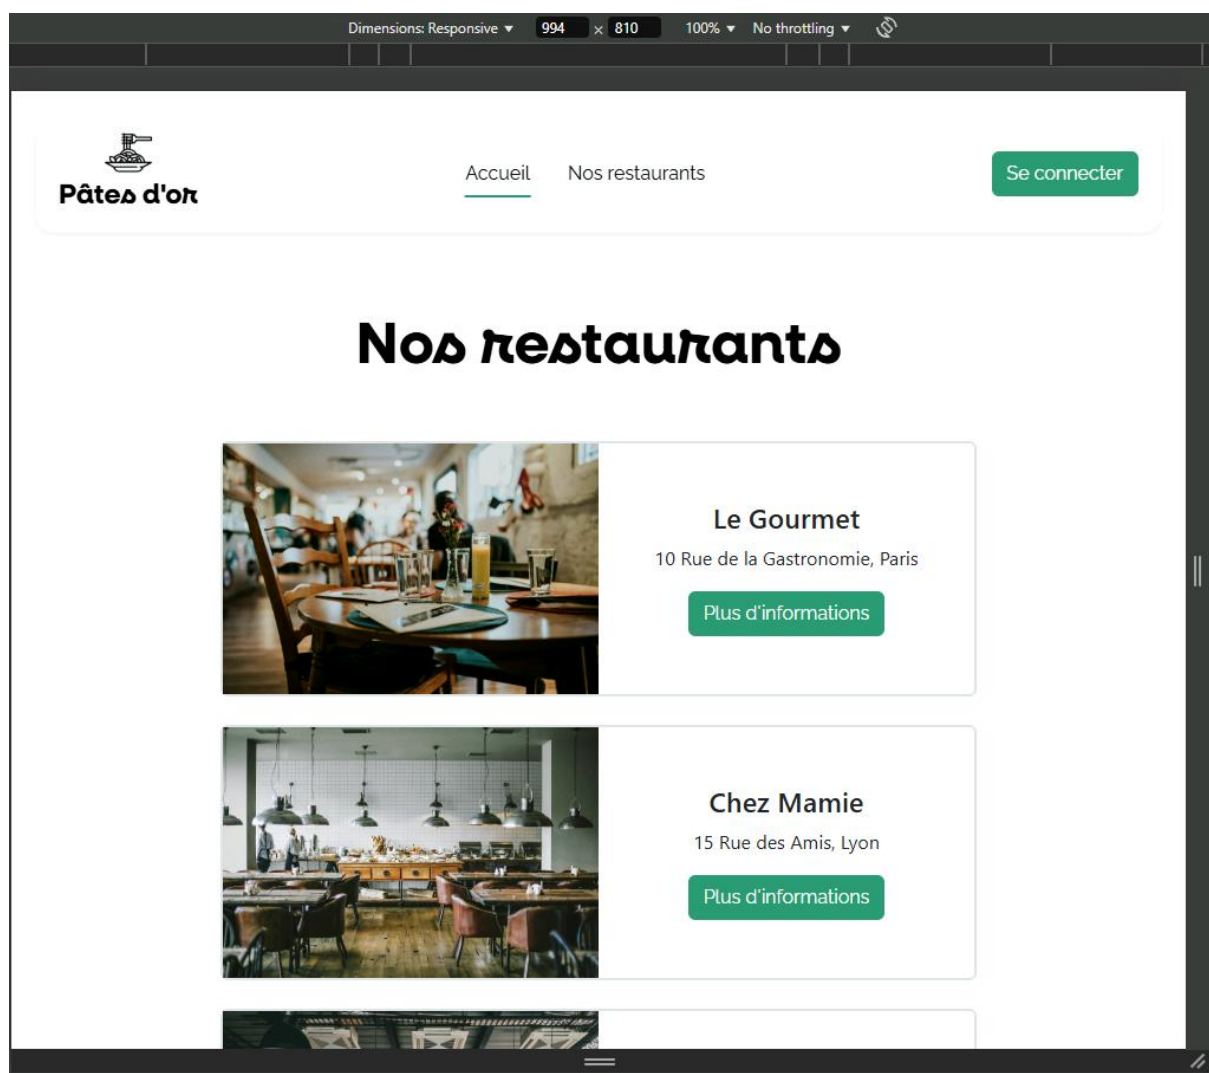 Dimensions: Responsive ▼ 994 × 810 100% ▼ No throttling ▼
Pâtes d'or
Accueil Nos restaurants Se connecter
Nos restaurants
Le Gourmet
10 Rue de la Gastronomie, Paris
Plus d'informations
Chez Mamie
15 Rue des Amis, Lyon
Plus d'informations